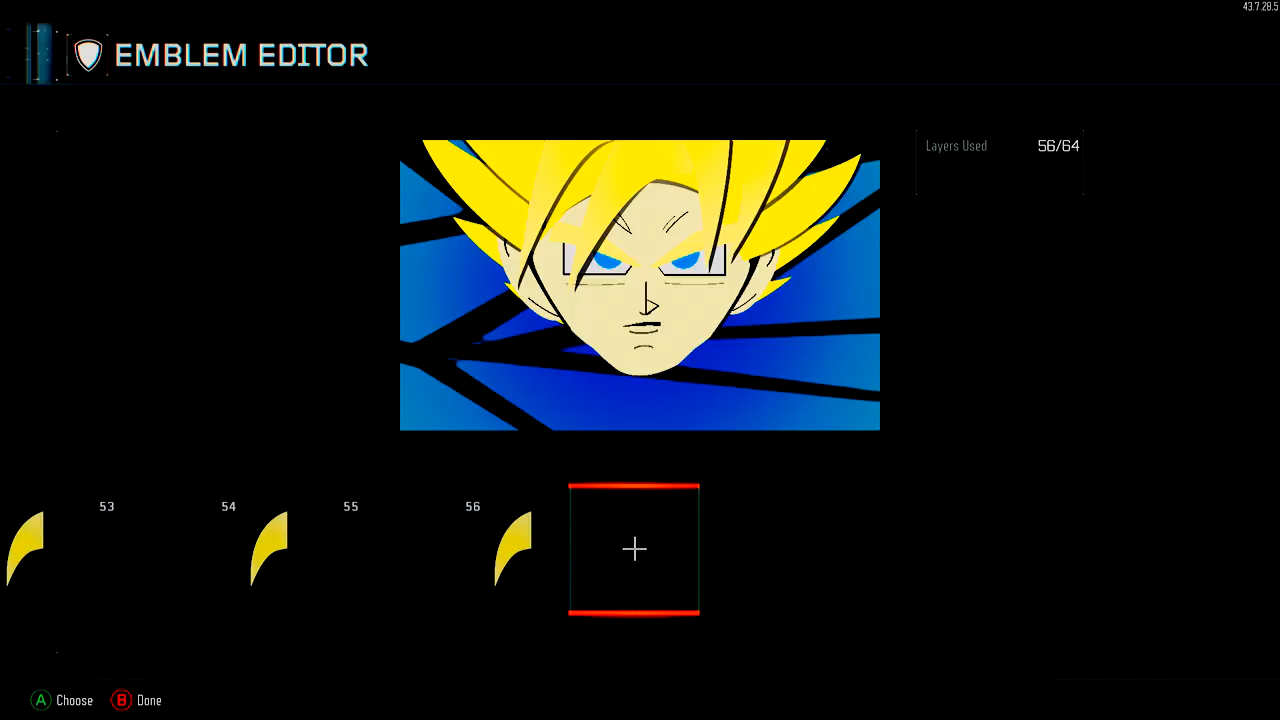 43.7.28.5
EMBLEM EDITOR
Layers Used 56/64
53 54 55 56
A Choose B Done